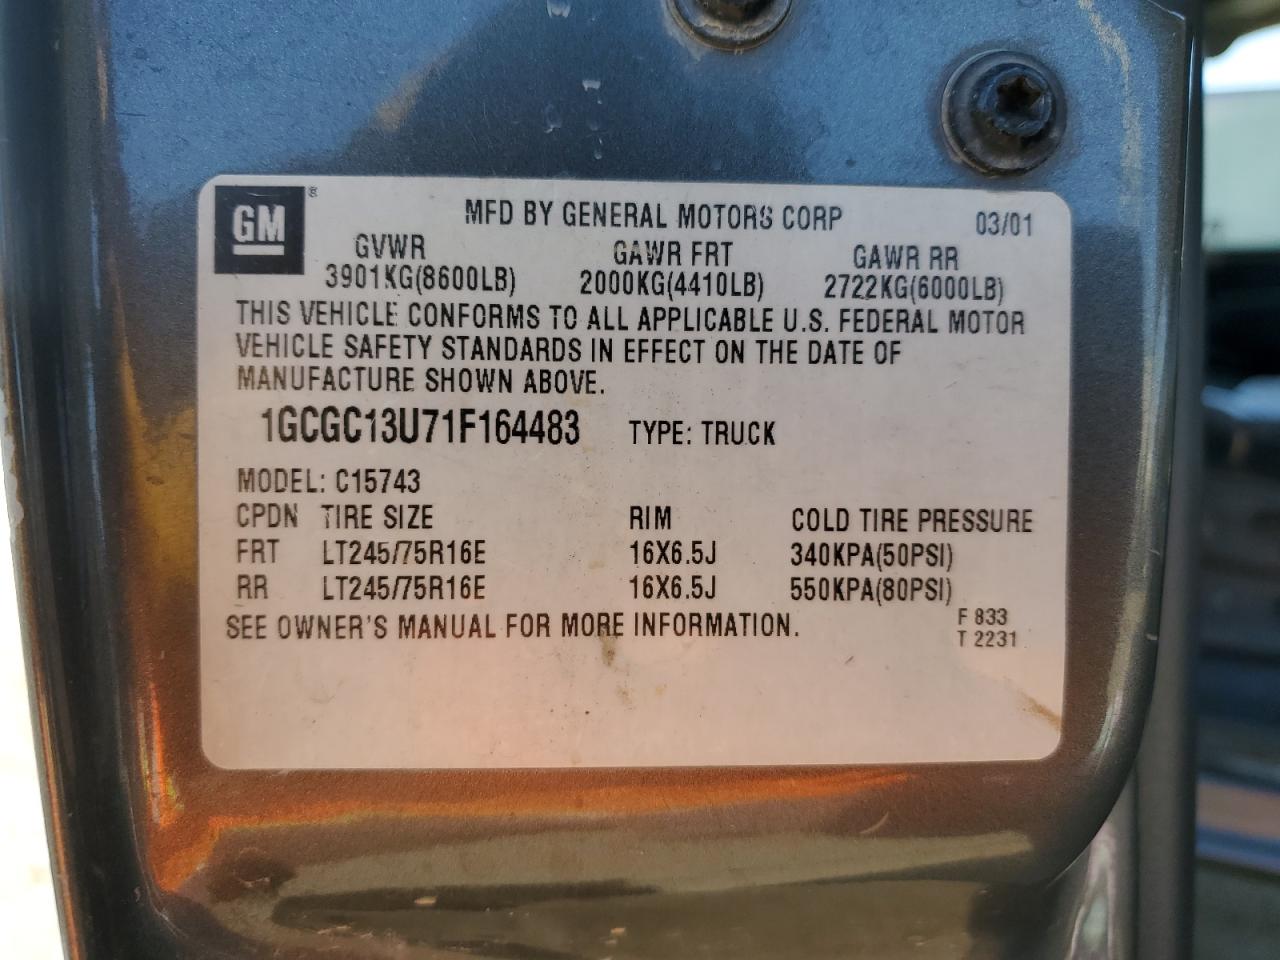 GM ®
MFD BY GENERAL MOTORS CORP 03/01
GVWR GAWR FRT GAWR RR
3901KG(8600LB) 2000KG(4410LB) 2722KG(6000LB)
THIS VEHICLE CONFORMS TO ALL APPLICABLE U.S. FEDERAL MOTOR
VEHICLE SAFETY STANDARDS IN EFFECT ON THE DATE OF
MANUFACTURE SHOWN ABOVE.
1GCGC13U71F164483 TYPE: TRUCK
MODEL: C15743
CPDN TIRE SIZE RIM COLD TIRE PRESSURE
FRT LT245/75R16E 16X6.5J 340KPA(50PSI)
RR LT245/75R16E 16X6.5J 550KPA(80PSI)
SEE OWNER'S MANUAL FOR MORE INFORMATION.
F 833
T 2231